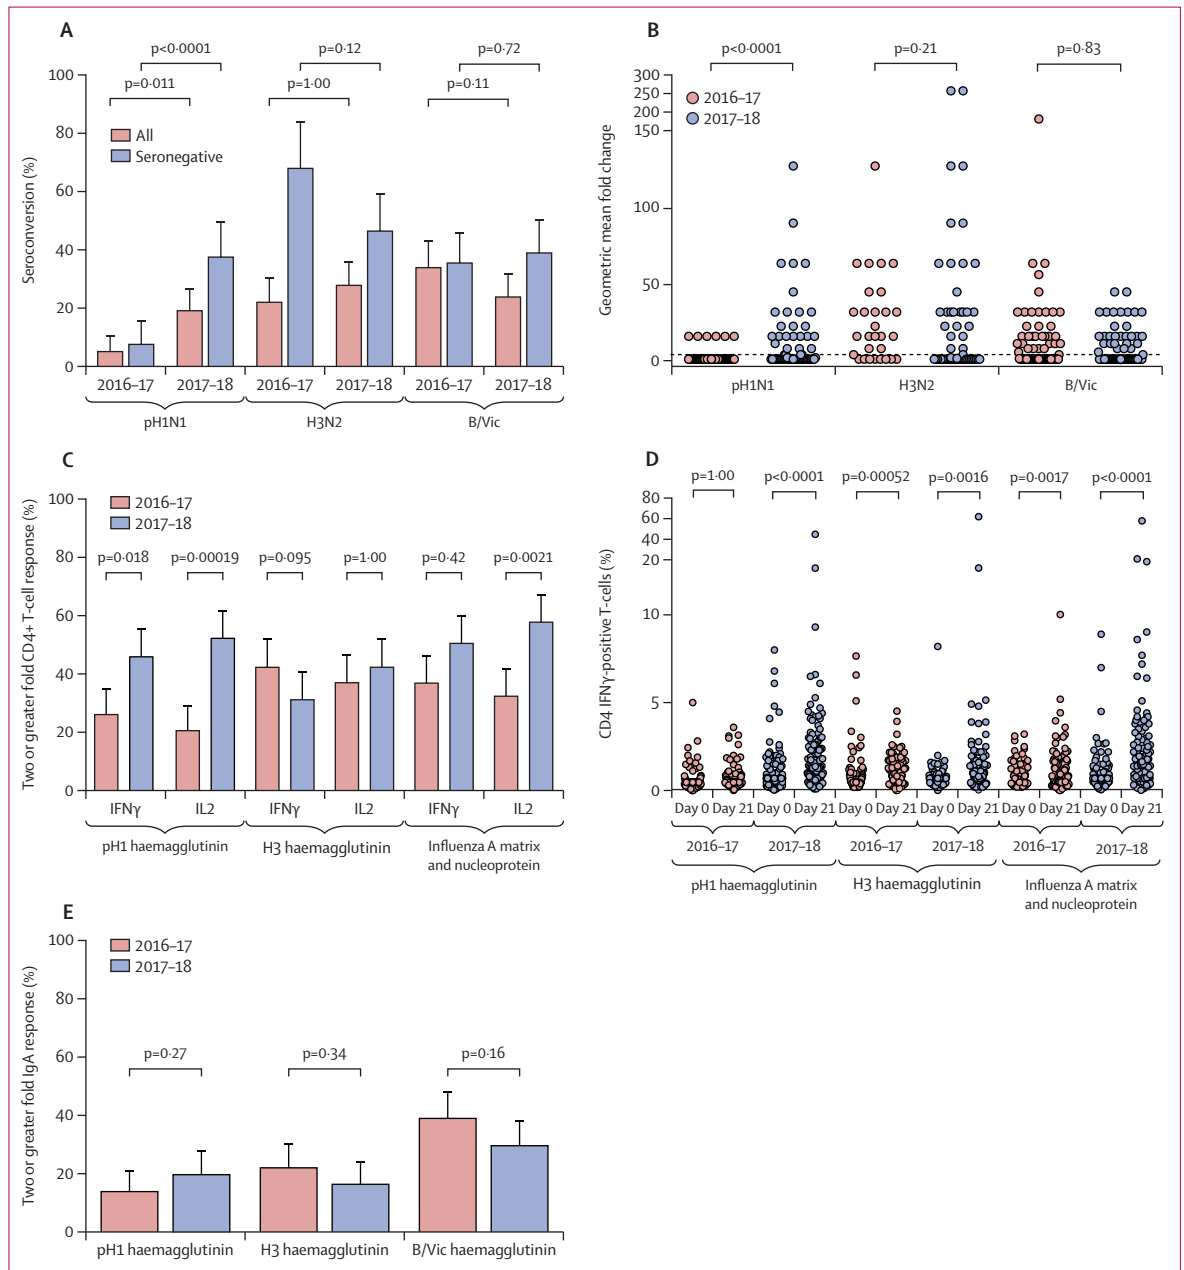 A
p<0·0001
p=0·12
p=0·72
p=0·011
p=1·00
p=0·11
100
80
60
40
20
0
Seroconversion (%)
All
Seronegative
2016–17
2017–18
2016–17
2017–18
2016–17
2017–18
pH1N1
H3N2
B/Vic
B
p<0·0001
p=0·21
p=0·83
300
250
200
150
100
50
0
Geometric mean fold change
2016–17
2017–18
pH1N1
H3N2
B/Vic
C
100
80
60
40
20
0
Two or greater fold CD4+ T-cell response (%)
2016–17
2017–18
p=0·018
p=0·00019
p=0·095
p=1·00
p=0·42
p=0·0021
IFNγ
IL2
IFNγ
IL2
IFNγ
IL2
pH1 haemagglutinin
H3 haemagglutinin
Influenza A matrix
and nucleoprotein
D
p=1·00
p<0·0001
p=0·00052
p=0·0016
p=0·0017
p<0·0001
80
60
40
20
10
5
0
CD4 IFNγ-positive T-cells (%)
Day 0
Day 21
Day 0
Day 21
Day 0
Day 21
Day 0
Day 21
Day 0
Day 21
Day 0
Day 21
2016–17
2017–18
2016–17
2017–18
2016–17
2017–18
pH1 haemagglutinin
H3 haemagglutinin
Influenza A matrix
and nucleoprotein
E
100
80
60
40
20
0
Two or greater fold IgA response (%)
2016–17
2017–18
p=0·27
p=0·34
p=0·16
pH1 haemagglutinin
H3 haemagglutinin
B/Vic haemagglutinin